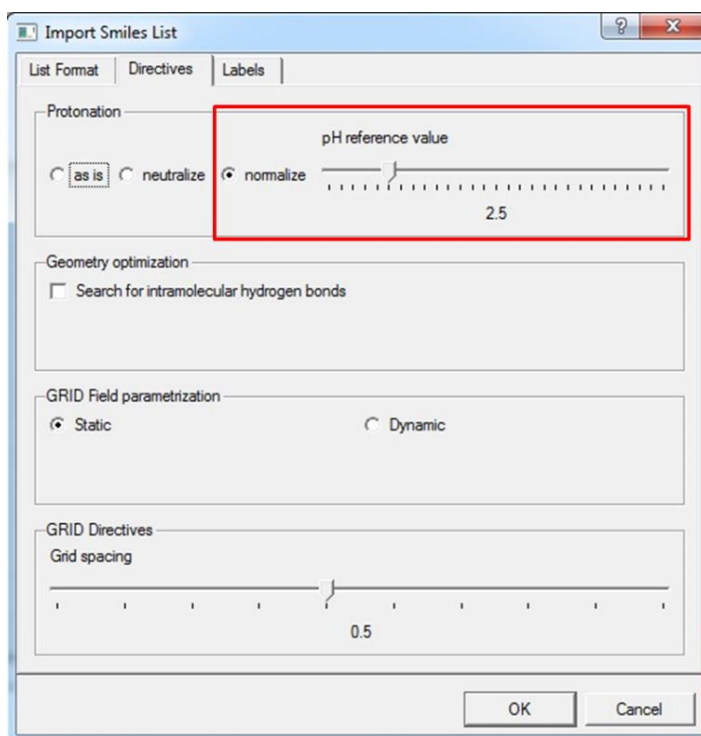 Import Smiles List
List Format Directives Labels
Protonation
pH reference value
as is neutralize normalize
2.5
Geometry optimization
Search for intramolecular hydrogen bonds
GRID Field parametrization
Static Dynamic
GRID Directives
Grid spacing
0.5
OK Cancel